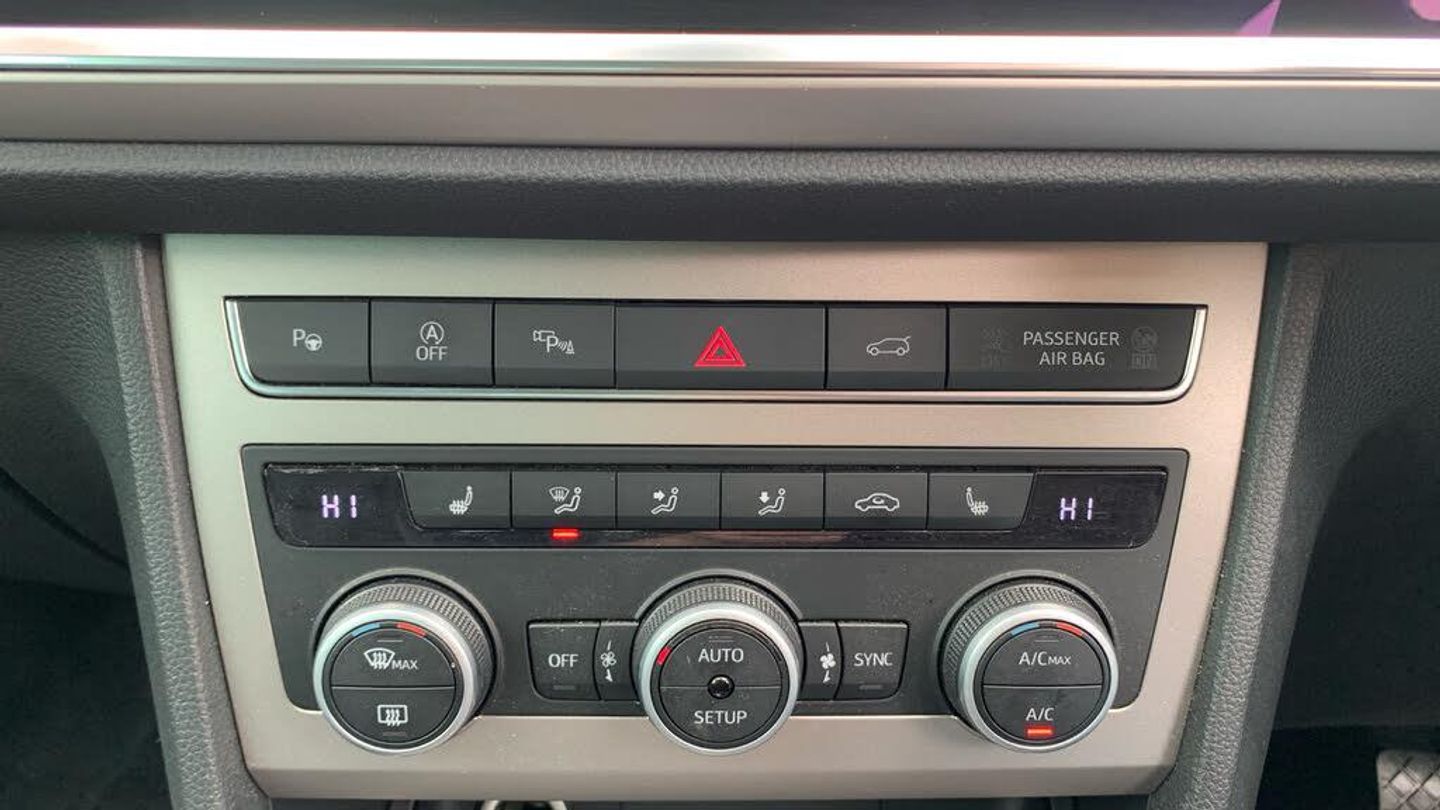 P
A
OFF
P
PASSENGER
AIR BAG
HI
HI
MAX
OFF
AUTO
SETUP
SYNC
A/C MAX
A/C